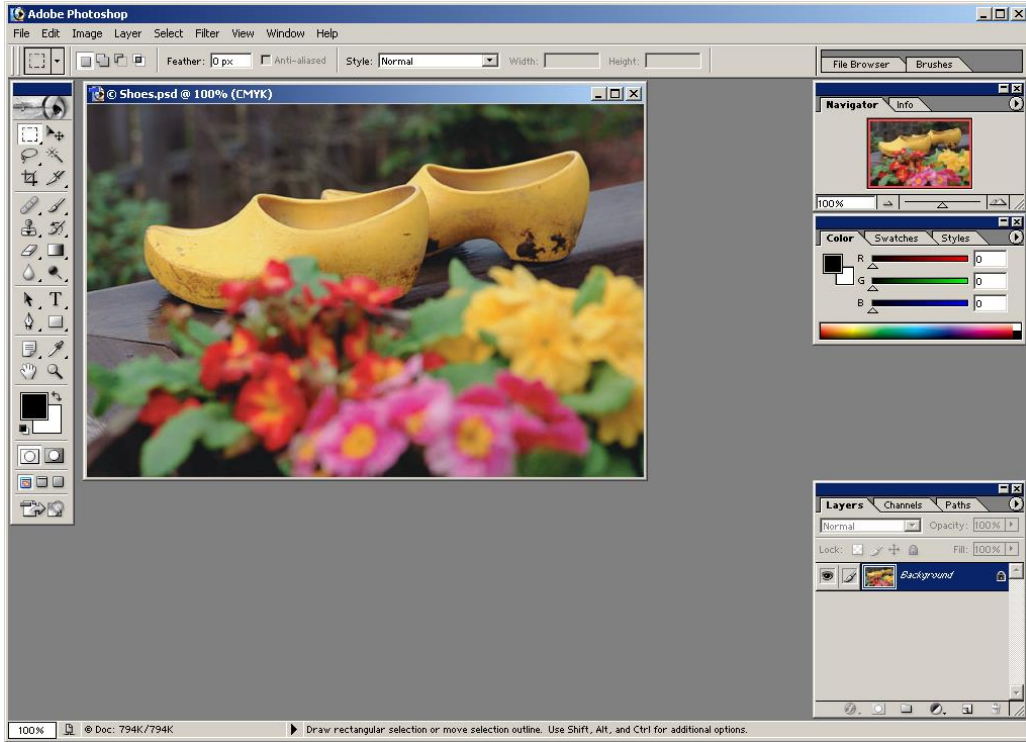 Adobe Photoshop
File Edit Image Layer Select Filter View Window Help
Feather: 0 px Anti-aliased Style: Normal Width: Height:
File Browser Brushes
© Shoes.psd @ 100% (CMYK)
Navigator Info
100%
Color Swatches Styles
R 0
G 0
B 0
T
Layers Channels Paths
Normal Opacity: 100%
Lock: Fill: 100%
Background
100% © Doc: 794K/794K Draw rectangular selection or move selection outline. Use Shift, Alt, and Ctrl for additional options.